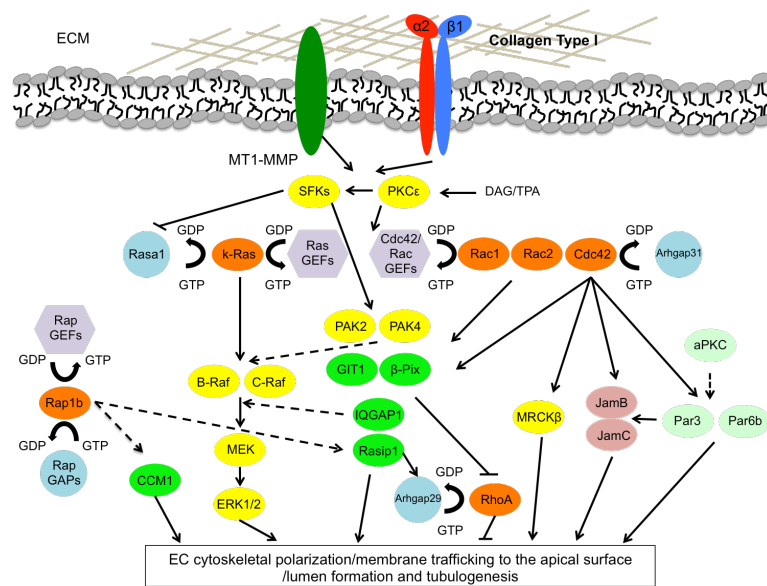 ECM
α2
β1
Collagen Type I
MT1-MMP
SFKs
PKCε
DAG/TPA
GDP
GDP
GDP
GDP
Rasa1
k-Ras
Ras
GEFs
Cdc42/
Rac
GEFs
Rac1
Rac2
Cdc42
Arhgap31
GTP
GTP
GTP
GTP
Rap
GEFs
PAK2
PAK4
aPKC
GDP
GTP
B-Raf
C-Raf
GIT1
β-Pix
Rap1b
IQGAP1
MRCKβ
JamB
JamC
Par3
Par6b
GDP
GTP
MEK
Rasip1
Rap
GAPs
CCM1
GDP
Arhgap29
RhoA
ERK1/2
GTP
EC cytoskeletal polarization/membrane trafficking to the apical surface
/lumen formation and tubulogenesis